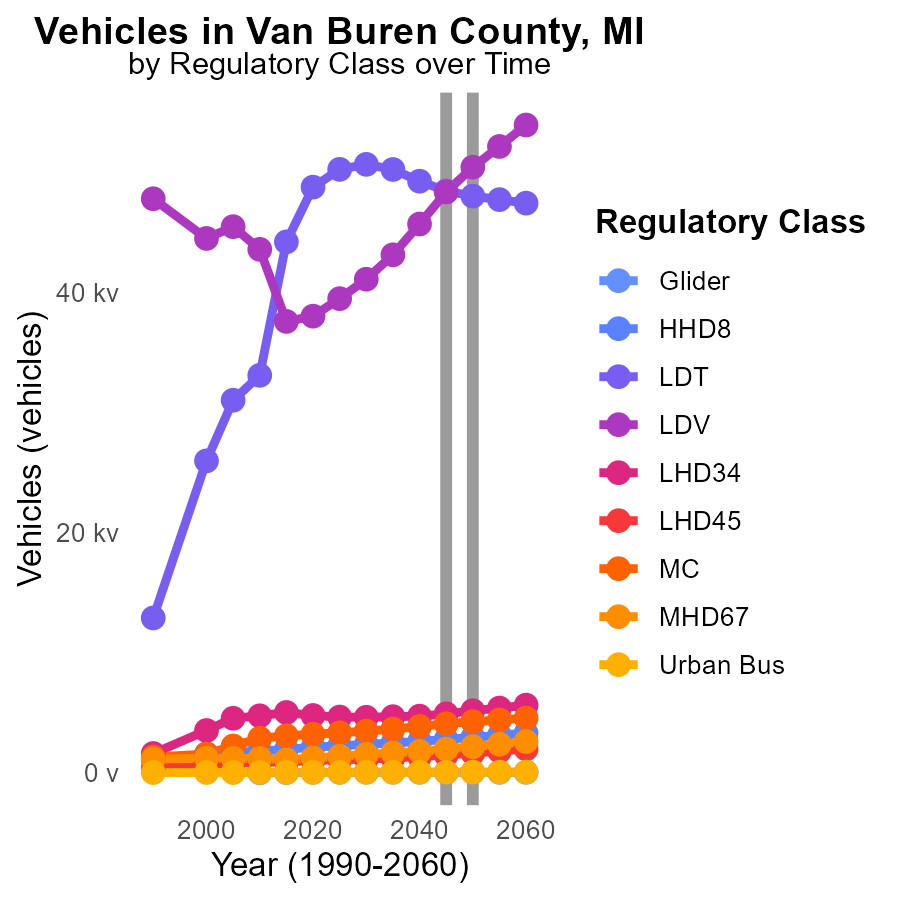 Vehicles in Van Buren County, MI
by Regulatory Class over Time
Vehicles (vehicles)
40 kv
20 kv
0 v
2000 2020 2040 2060
Year (1990-2060)
Regulatory Class
Glider
HHD8
LDT
LDV
LHD34
LHD45
MC
MHD67
Urban Bus